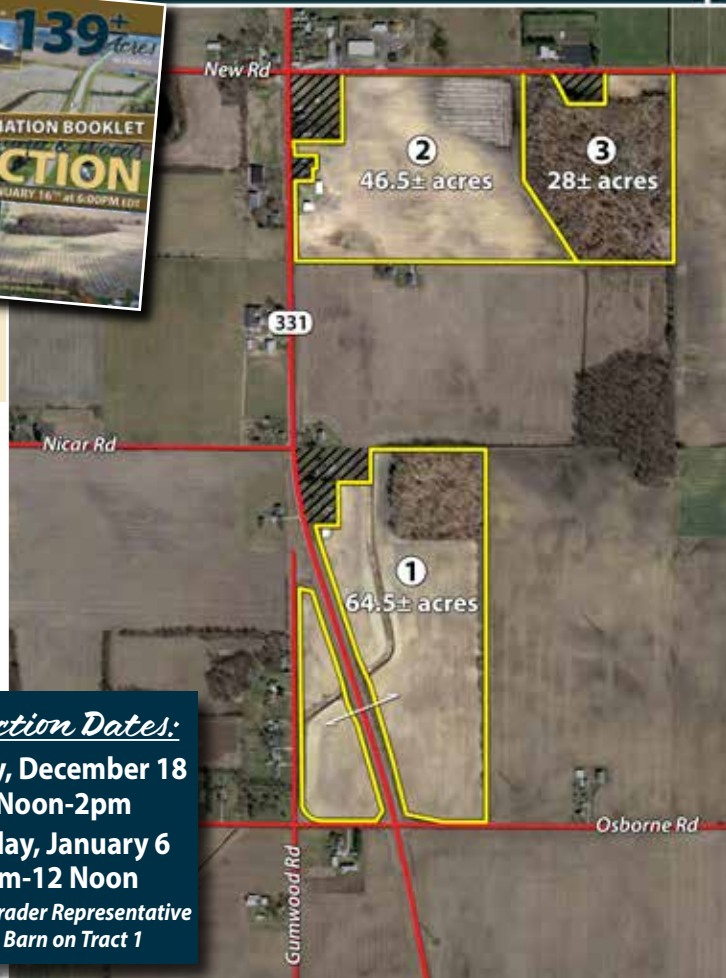 139+
acres
MATION BOOKLET
CTION
NUARY 16TH at 6:00PM EDT
New Rd
2
46.5± acres
3
28± acres
331
Nicar Rd
1
64.5± acres
ction Dates:
y, December 18
Noon-2pm
day, January 6
m-12 Noon
rader Representative
Barn on Tract 1
Osborne Rd
Gumwood Rd